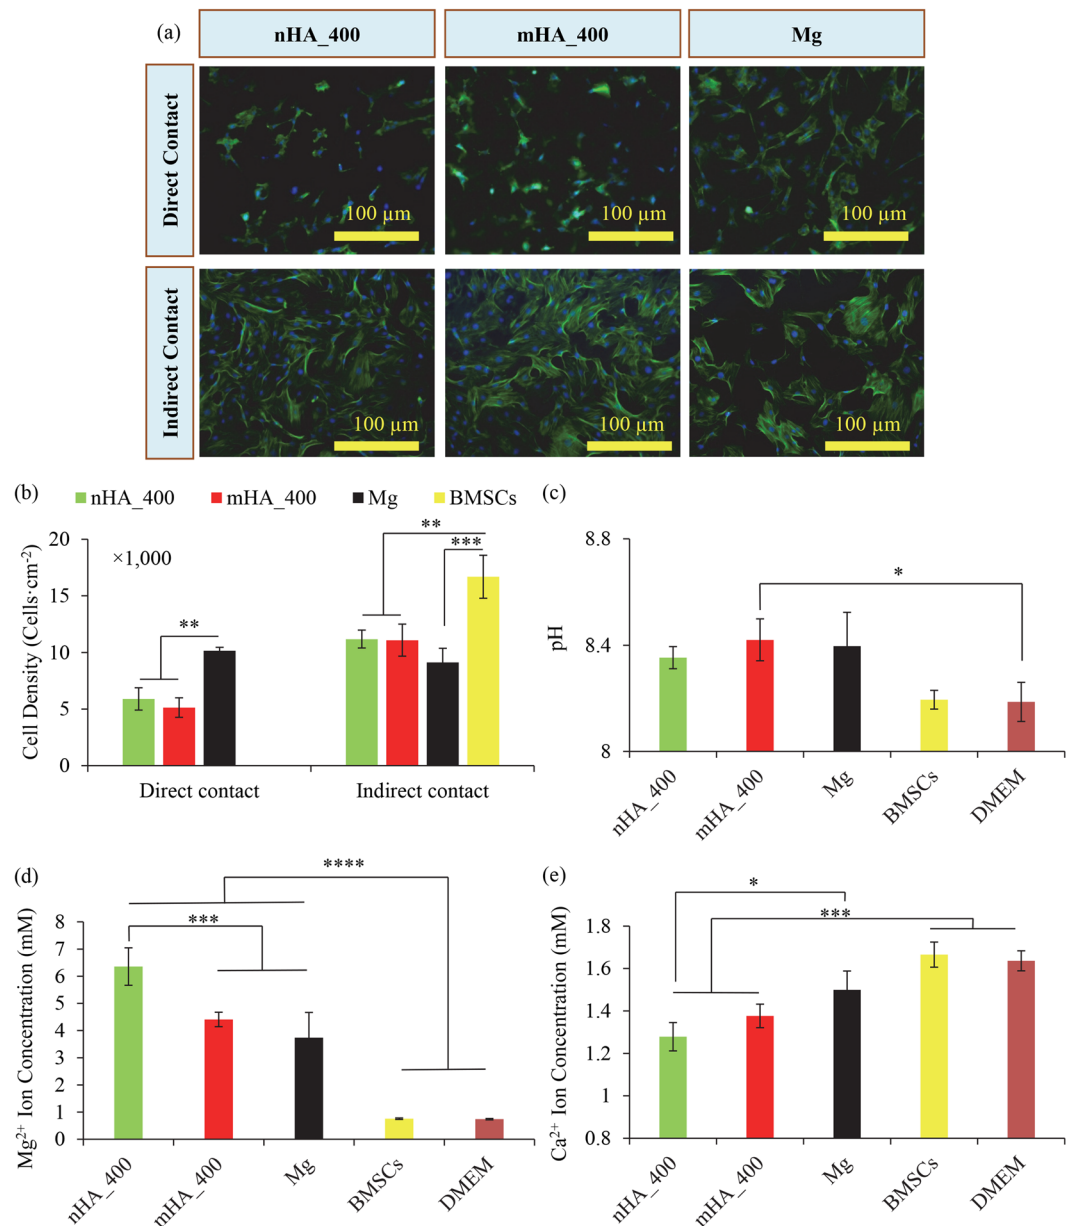 (a)
nHA_400 mHA_400 Mg
Direct Contact
100 µm 100 µm 100 µm
Indirect Contact
100 µm 100 µm 100 µm
(b) nHA_400 mHA_400 Mg BMSCs
Cell Density (Cells·cm⁻²)
20
15
10
5
0
×1,000
**
**
***
Direct contact Indirect contact
(c)
pH
8.8
8.4
8
*
nHA_400
mHA_400
Mg
BMSCs
DMEM
(d)
Mg²⁺ Ion Concentration (mM)
8
7
6
5
4
3
2
1
0
****
***
nHA_400
mHA_400
Mg
BMSCs
DMEM
(e)
Ca²⁺ Ion Concentration (mM)
1.8
1.6
1.4
1.2
1
0.8
*
***
nHA_400
mHA_400
Mg
BMSCs
DMEM